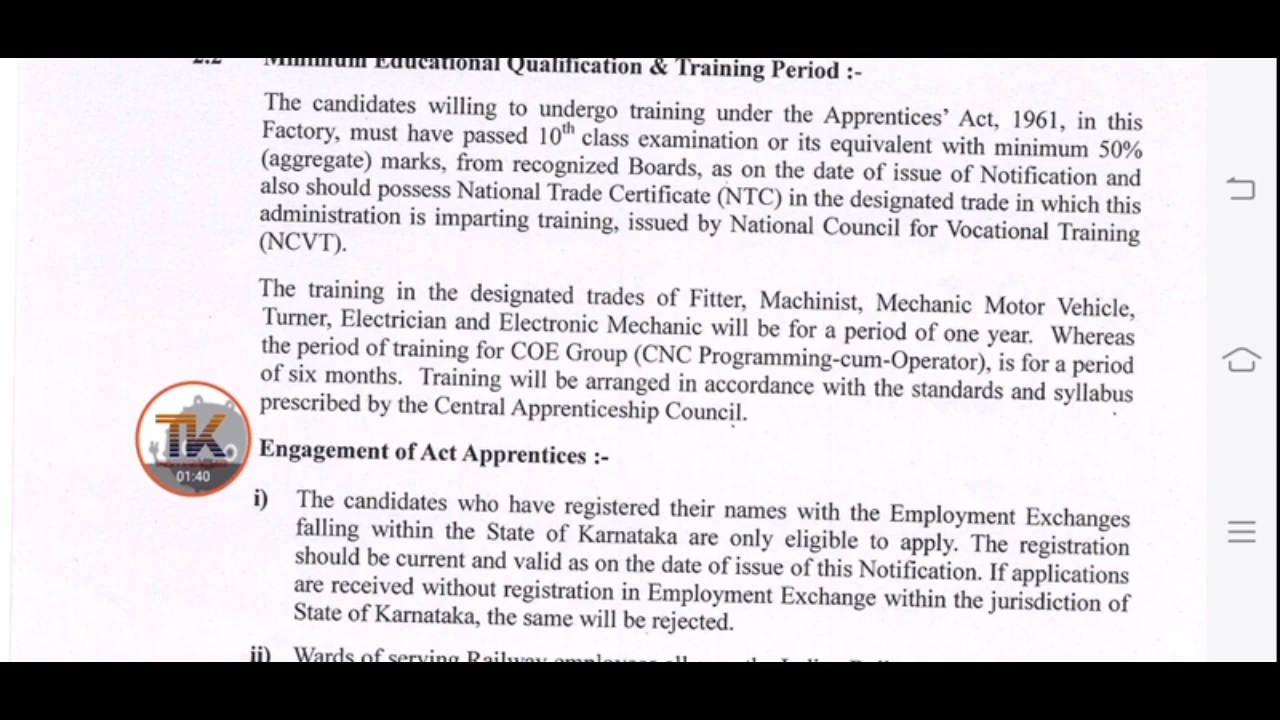 2.2 Minimum Educational Qualification & Training Period :-
The candidates willing to undergo training under the Apprentices' Act, 1961, in this
Factory, must have passed 10th class examination or its equivalent with minimum 50%
(aggregate) marks, from recognized Boards, as on the date of issue of Notification and
also should possess National Trade Certificate (NTC) in the designated trade in which this
administration is imparting training, issued by National Council for Vocational Training
(NCVT).
The training in the designated trades of Fitter, Machinist, Mechanic Motor Vehicle,
Turner, Electrician and Electronic Mechanic will be for a period of one year. Whereas
the period of training for COE Group (CNC Programming-cum-Operator), is for a period
of six months. Training will be arranged in accordance with the standards and syllabus
prescribed by the Central Apprenticeship Council.
TK
01:40
Engagement of Act Apprentices :-
i) The candidates who have registered their names with the Employment Exchanges
falling within the State of Karnataka are only eligible to apply. The registration
should be current and valid as on the date of issue of this Notification. If applications
are received without registration in Employment Exchange within the jurisdiction of
State of Karnataka, the same will be rejected.
ii) Wards of serving Railway